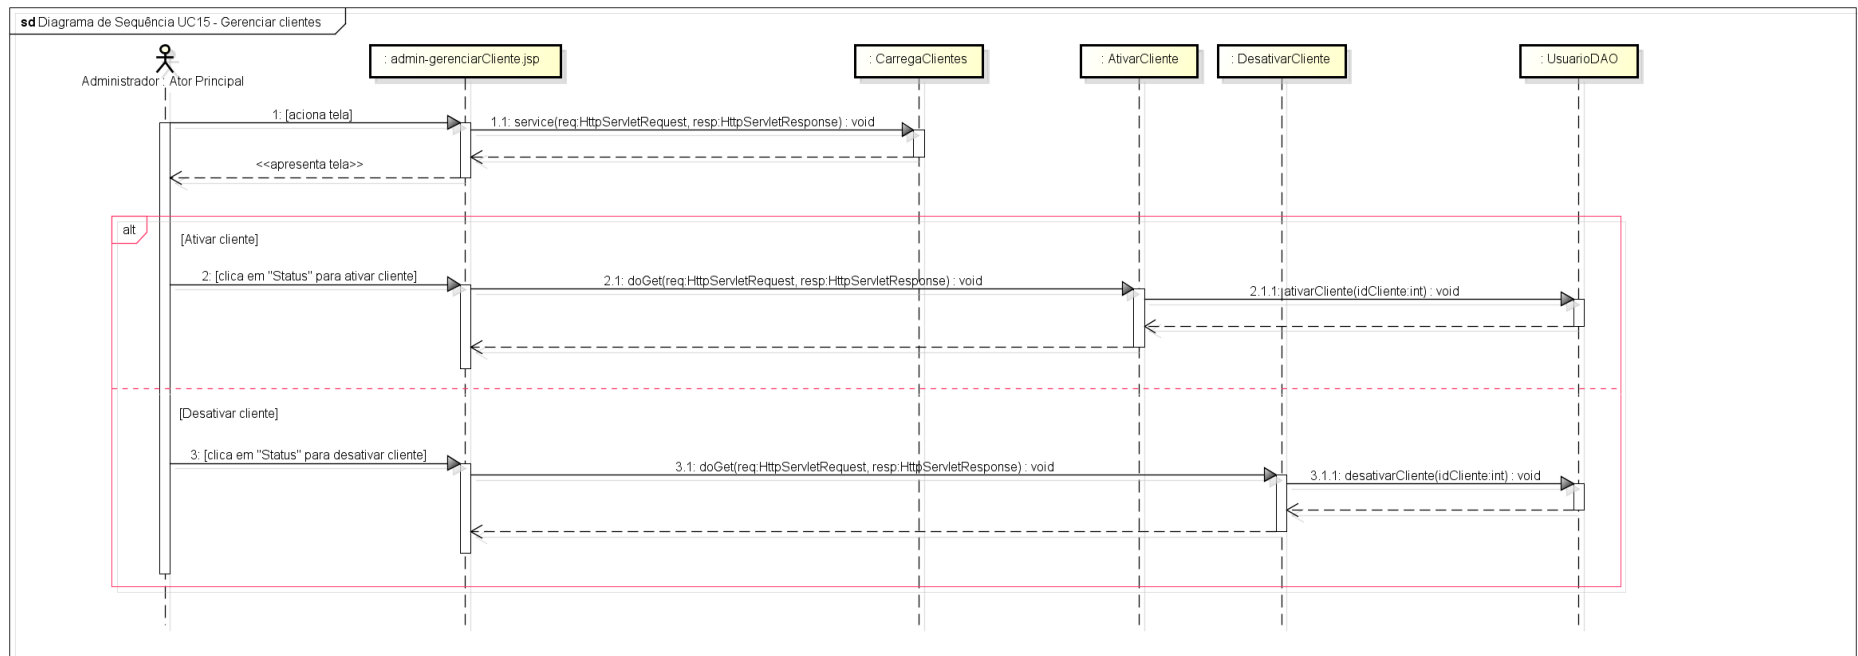 sd Diagrama de Sequência UC15 - Gerenciar clientes
: admin-gerenciarCliente.jsp
: CarregaClientes
: AtivarCliente
: DesativarCliente
: UsuarioDAO
Administrador : Ator Principal
1: [aciona tela]
1.1: service(req:HttpServletRequest, resp:HttpServletResponse) : void
<<apresenta tela>>
alt
[Ativar cliente]
2: [clica em "Status" para ativar cliente]
2.1: doGet(req:HttpServletRequest, resp:HttpServletResponse) : void
2.1.1: ativarCliente(idCliente:int) : void
[Desativar cliente]
3: [clica em "Status" para desativar cliente]
3.1: doGet(req:HttpServletRequest, resp:HttpServletResponse) : void
3.1.1: desativarCliente(idCliente:int) : void